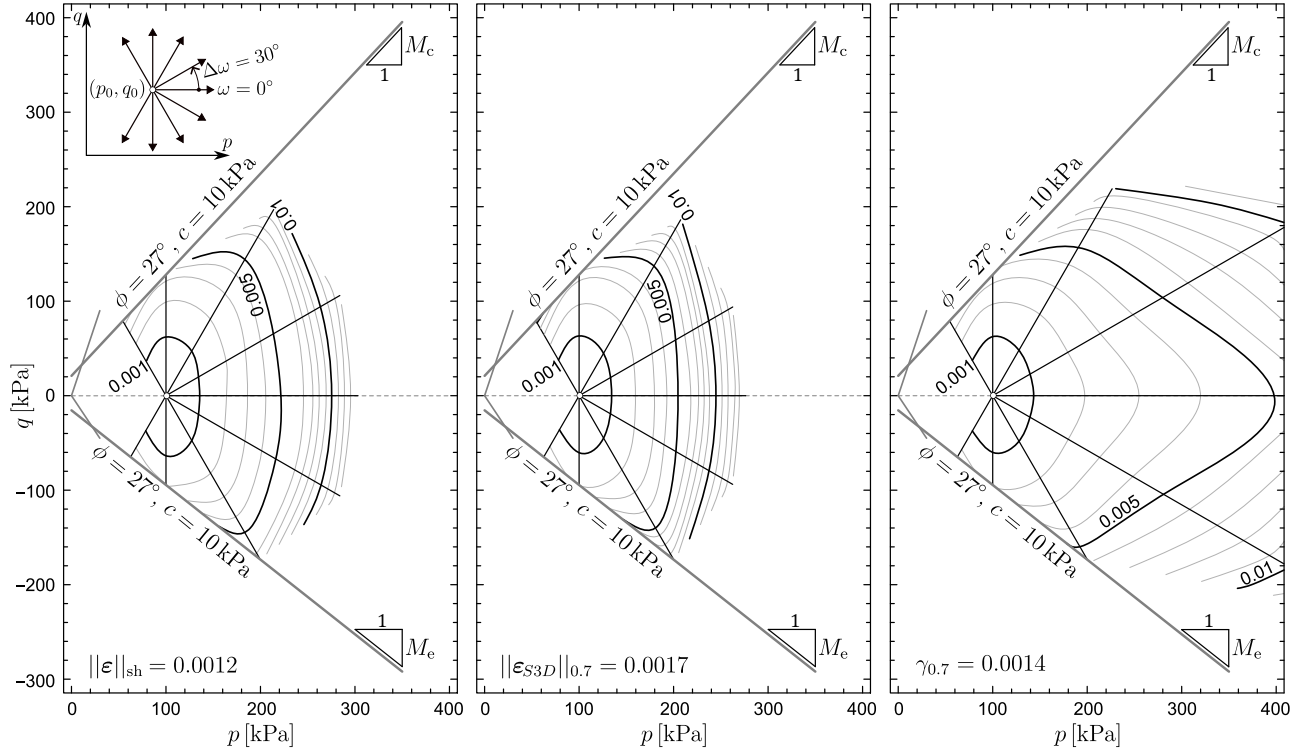 400
300
200
100
0
-100
-200
-300
q [kPa]
q
(p₀, q₀)
Δω = 30°
ω = 0°
p
M_c
1
ϕ = 27°, c = 10 kPa
0.01
0.005
0.001
ϕ = 27°, c = 10 kPa
1
M_e
||ε||_sh = 0.0012
0 100 200 300 400
p [kPa]
M_c
1
ϕ = 27°, c = 10 kPa
0.01
0.005
0.001
ϕ = 27°, c = 10 kPa
1
M_e
||ε_S3D||_0.7 = 0.0017
0 100 200 300 400
p [kPa]
M_c
1
ϕ = 27°, c = 10 kPa
0.001
0.005
0.01
ϕ = 27°, c = 10 kPa
1
M_e
γ_0.7 = 0.0014
0 100 200 300 400
p [kPa]